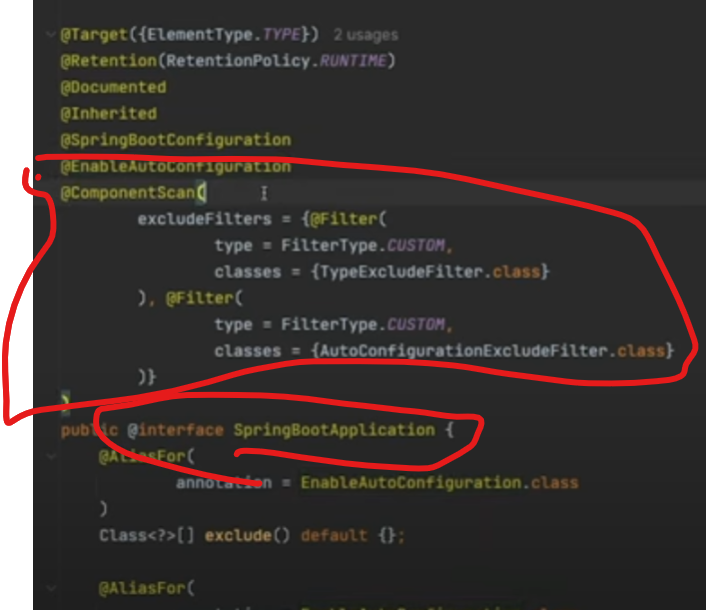 @Target({ElementType.TYPE}) 2 usages
@Retention(RetentionPolicy.RUNTIME)
@Documented
@Inherited
@SpringBootConfiguration
@EnableAutoConfiguration
@ComponentScan(
excludeFilters = {@Filter(
type = FilterType.CUSTOM,
classes = {TypeExcludeFilter.class}
), @Filter(
type = FilterType.CUSTOM,
classes = {AutoConfigurationExcludeFilter.class}
)}
)
public @interface SpringBootApplication {
@AliasFor(
annotation = EnableAutoConfiguration.class
)
Class<?>[] exclude() default {};
@AliasFor(